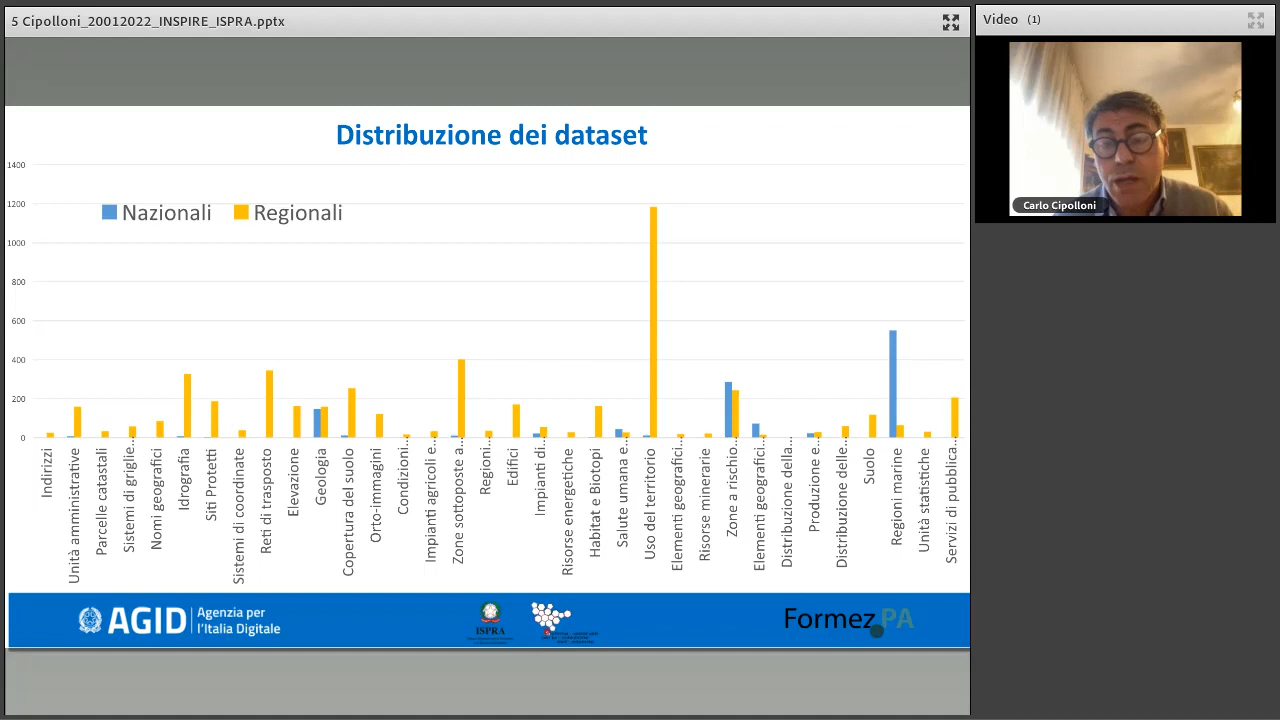 5 Cipolloni_20012022_INSPIRE_ISPRA.pptx
Video (1)
Carlo Cipolloni
Distribuzione dei dataset
1400
1200
1000
800
600
400
200
0
Nazionali
Regionali
Indirizzi
Unità amministrative
Parcelle catastali
Sistemi di griglie…
Nomi geografici
Idrografia
Siti Protetti
Sistemi di coordinate
Reti di trasposto
Elevazione
Geologia
Copertura del suolo
Orto-immagini
Condizioni…
Impianti agricoli e…
Zone sottoposte a…
Regioni…
Edifici
Impianti di…
Risorse energetiche
Habitat e Biotopi
Salute umana e…
Uso del territorio
Elementi geografici…
Risorse minerarie
Zone a rischio…
Elementi geografici…
Distribuzione della…
Produzione e…
Distribuzione delle…
Suolo
Regioni marine
Unità statistiche
Servizi di pubblica…
AGID
Agenzia per
l'Italia Digitale
ISPRA
Formez PA